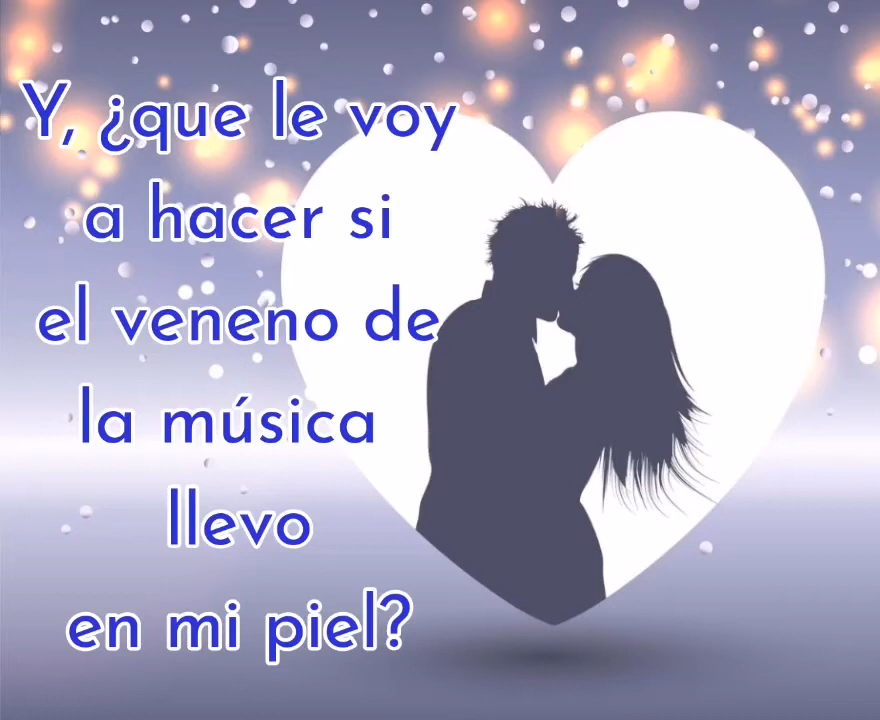 Y, ¿que le voy
a hacer si
el veneno de
la música
llevo
en mi piel?